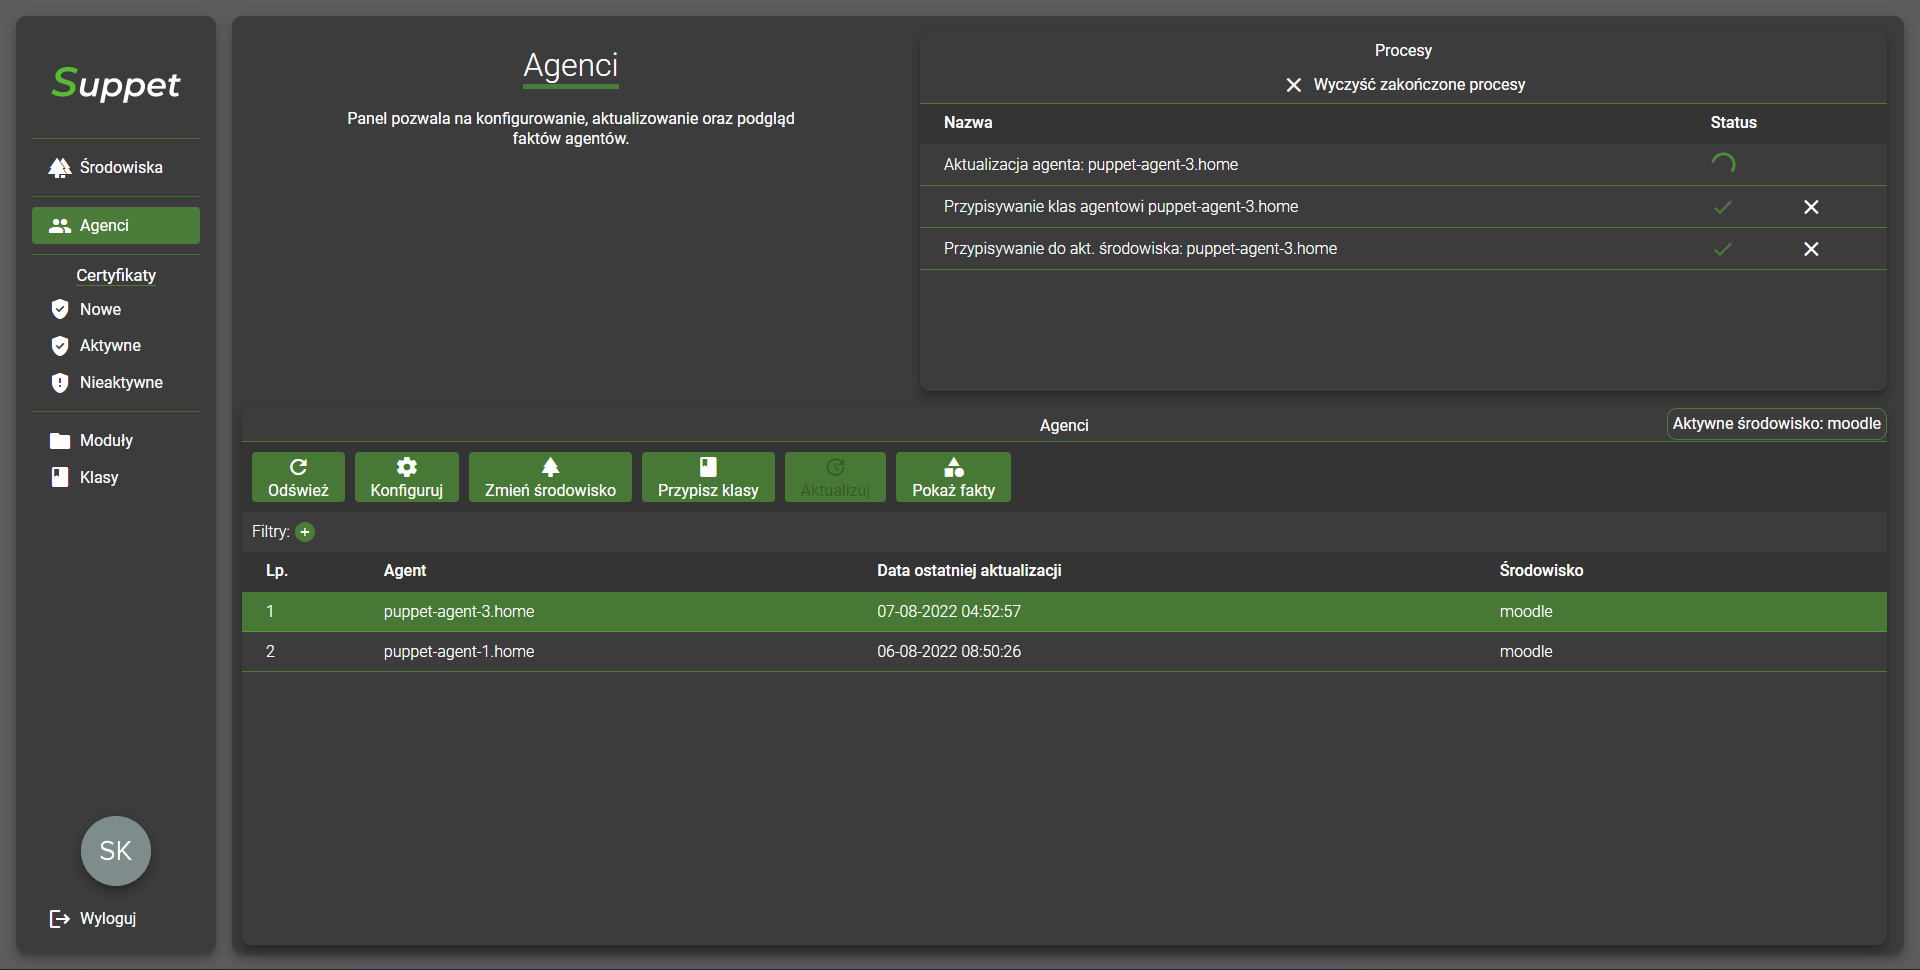 Suppet
Środowiska
Agenci
Certyfikaty
Nowe
Aktywne
Nieaktywne
Moduły
Klasy
SK
Wyloguj
Agenci
Panel pozwala na konfigurowanie, aktualizowanie oraz podgląd
faktów agentów.
Procesy
Wyczyść zakończone procesy
Nazwa Status
Aktualizacja agenta: puppet-agent-3.home
Przypisywanie klas agentowi puppet-agent-3.home
Przypisywanie do akt. środowiska: puppet-agent-3.home
Agenci
Aktywne środowisko: moodle
Odśwież Konfiguruj Zmień środowisko Przypisz klasy Aktualizuj Pokaż fakty
Filtry:
Lp. Agent Data ostatniej aktualizacji Środowisko
1 puppet-agent-3.home 07-08-2022 04:52:57 moodle
2 puppet-agent-1.home 06-08-2022 08:50:26 moodle